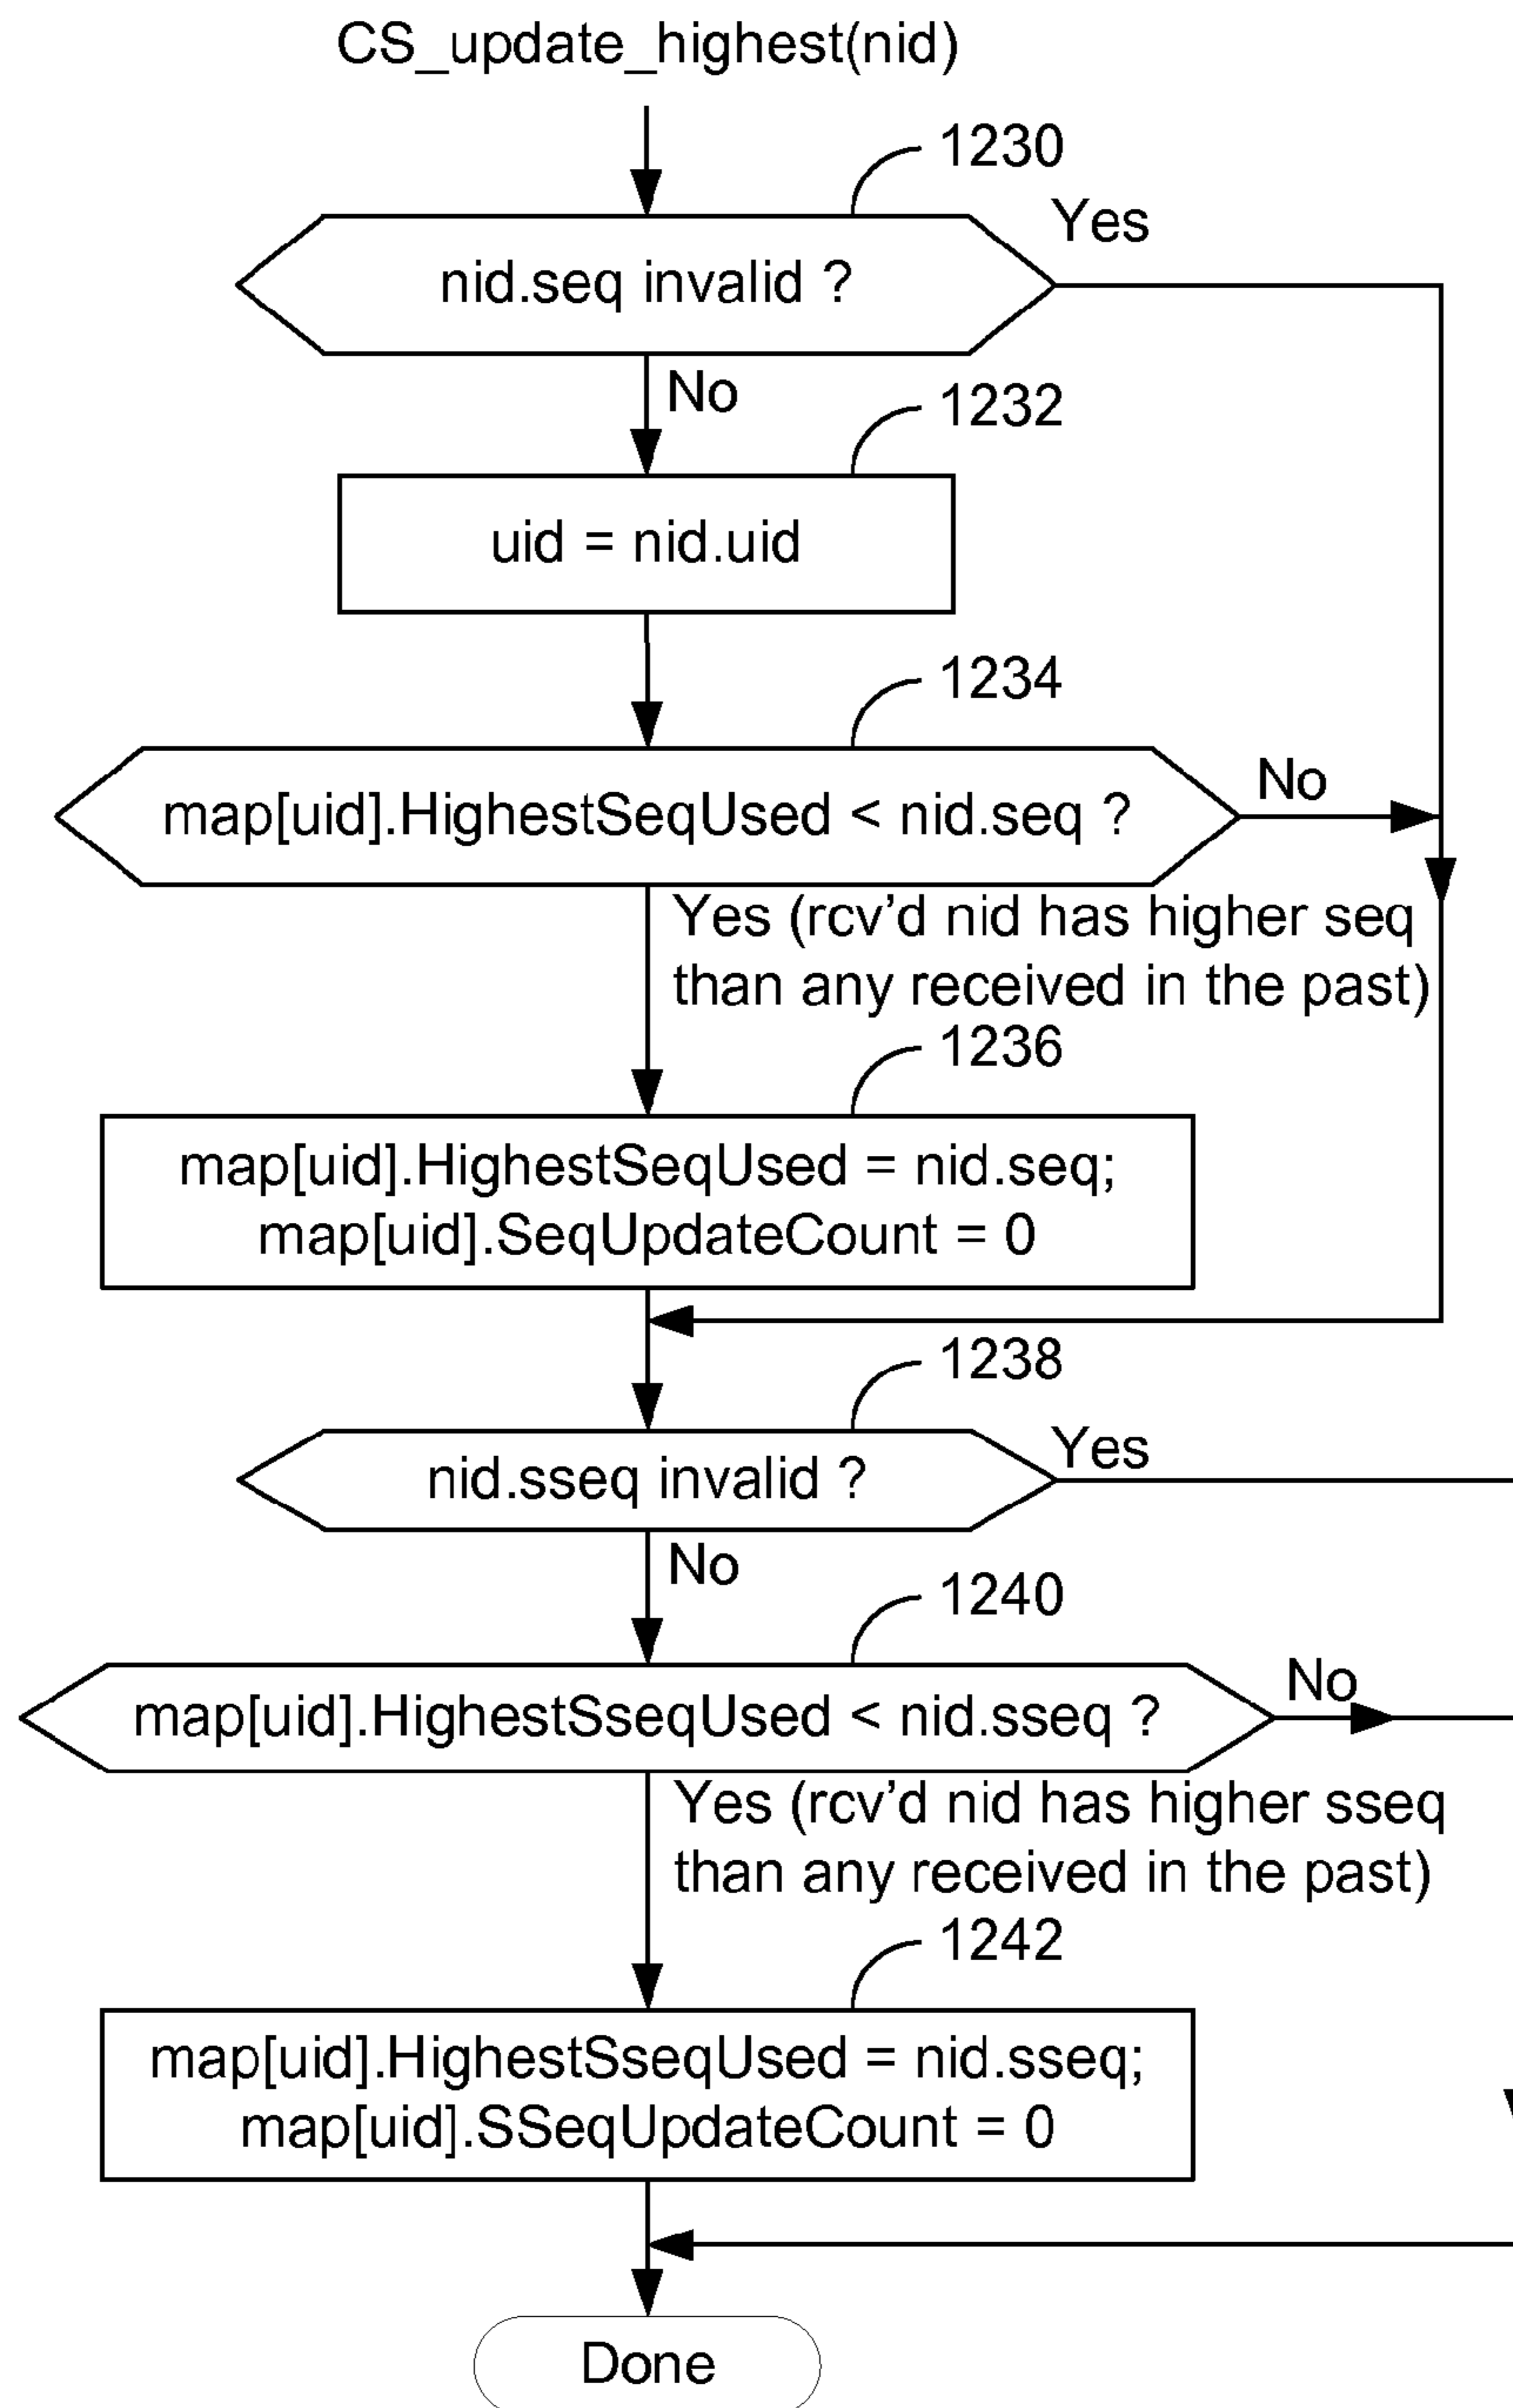 CS_update_highest(nid)
1230
Yes
nid.seq invalid ?
No
1232
uid = nid.uid
1234
No
map[uid].HighestSeqUsed < nid.seq ?
Yes (rcv'd nid has higher seq
than any received in the past)
1236
map[uid].HighestSeqUsed = nid.seq;
map[uid].SeqUpdateCount = 0
1238
Yes
nid.sseq invalid ?
No
1240
No
map[uid].HighestSseqUsed < nid.sseq ?
Yes (rcv'd nid has higher sseq
than any received in the past)
1242
map[uid].HighestSseqUsed = nid.sseq;
map[uid].SSeqUpdateCount = 0
Done